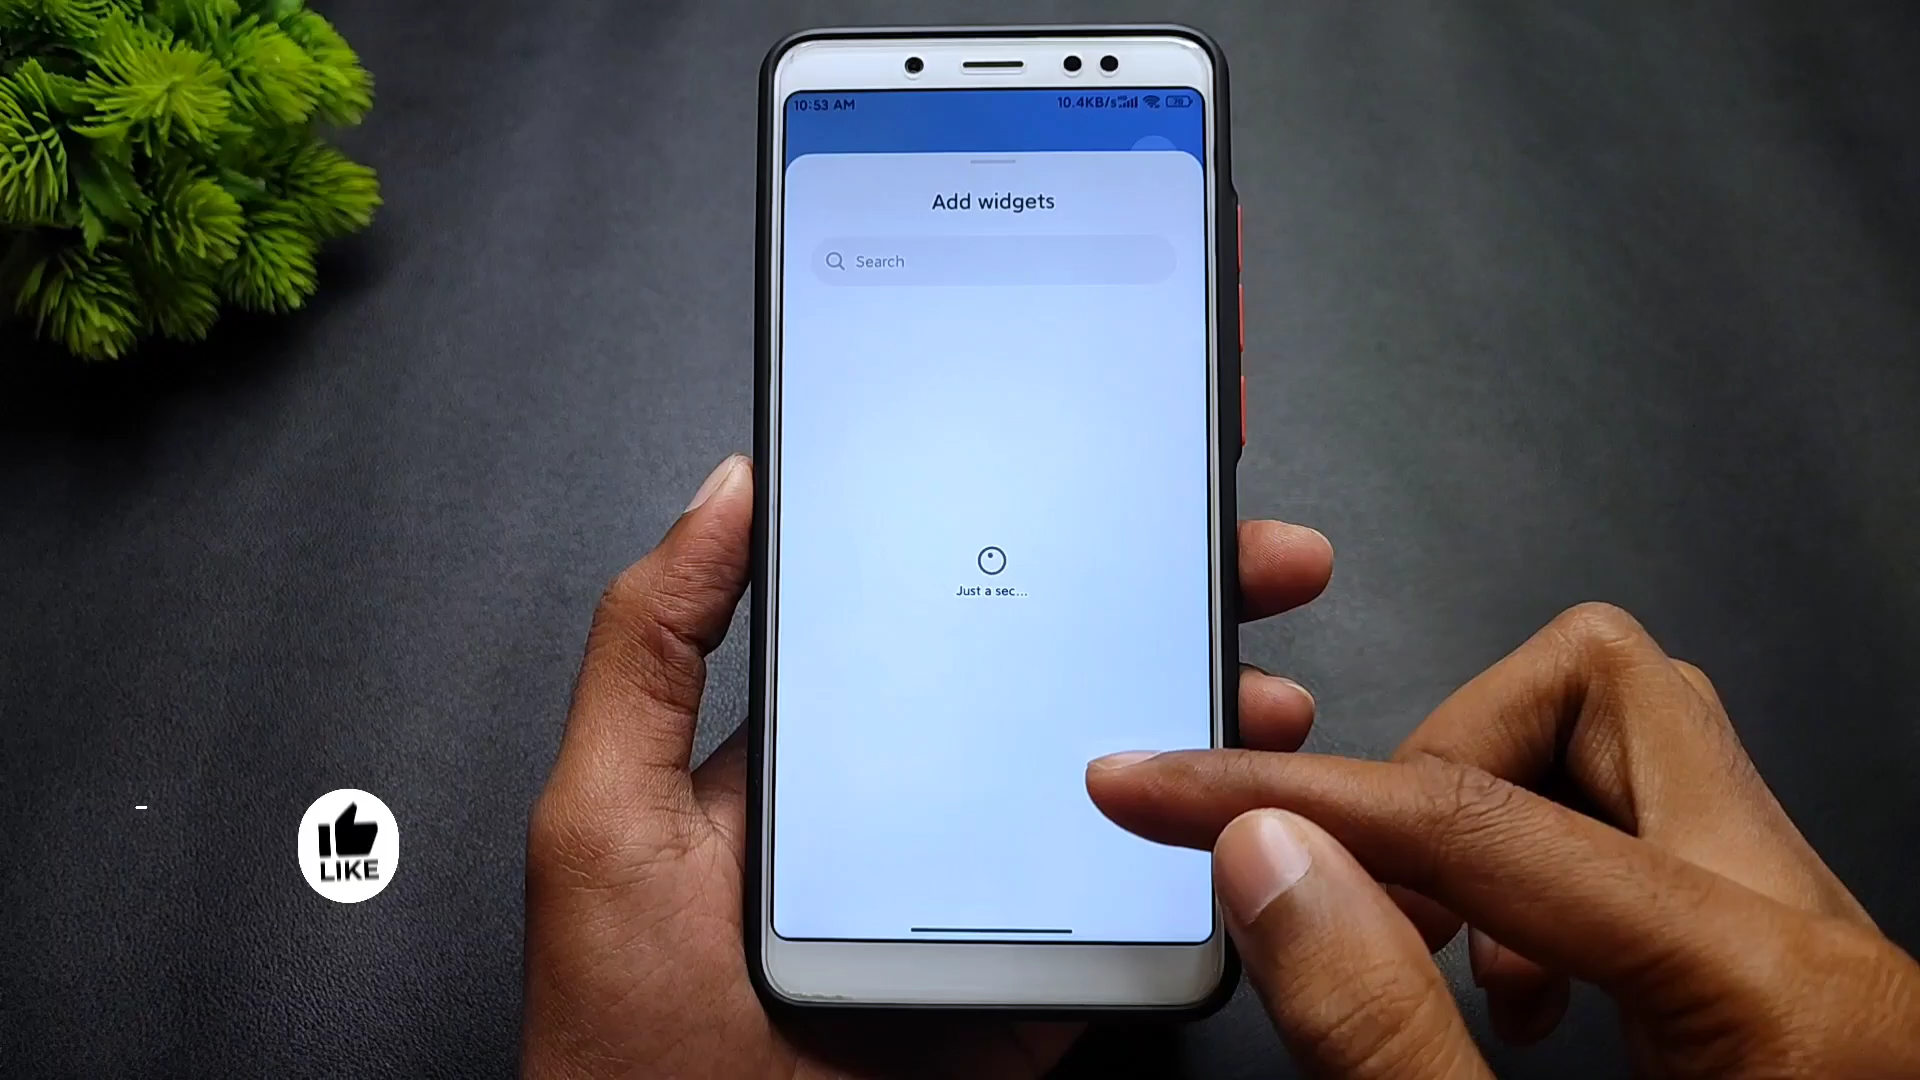 10:53 AM
10.4KB/s
Add widgets
Search
Just a sec...
LIKE